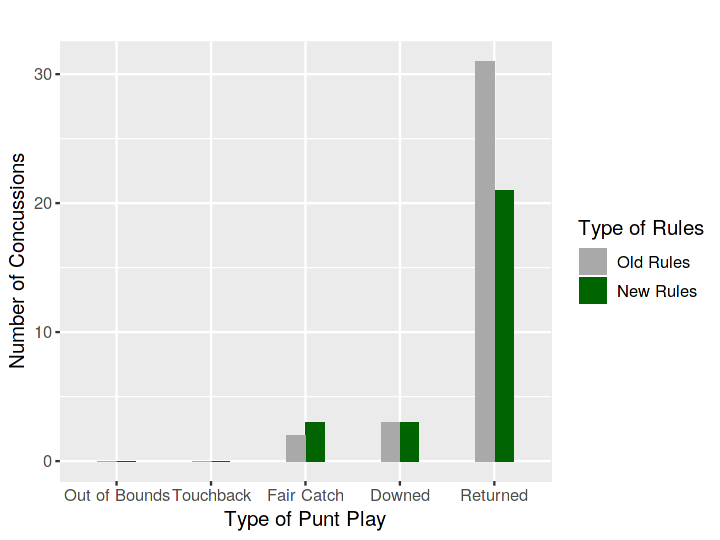 30
20
10
0
Number of Concussions
Out of Bounds Touchback Fair Catch Downed Returned
Type of Punt Play
Type of Rules
Old Rules
New Rules